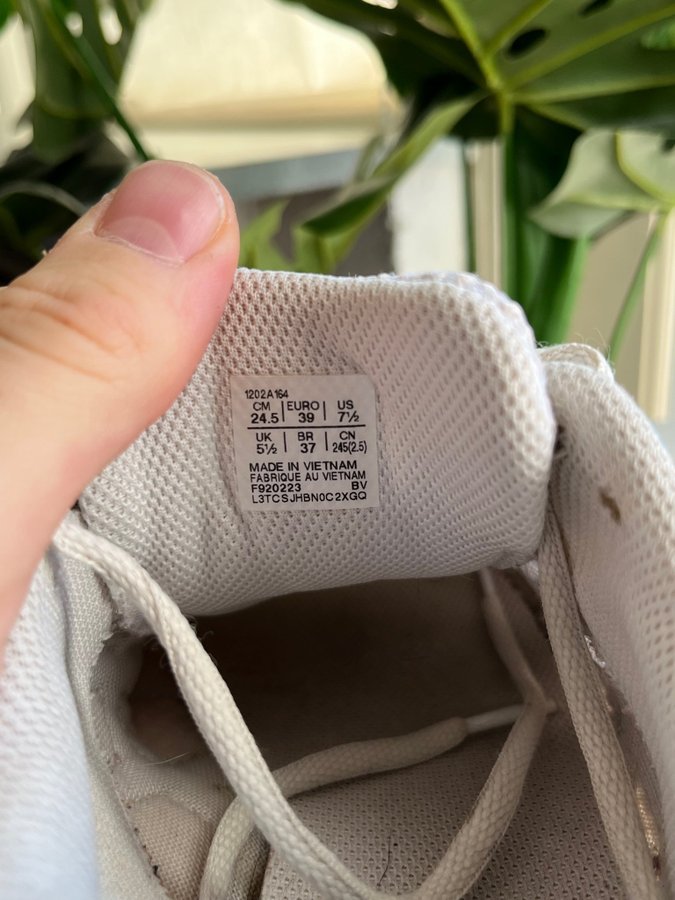 1202A164
CM | EURO | US
24.5 | 39 | 7½
UK | BR | CN
5½ | 37 | 245(2.5)
MADE IN VIETNAM
FABRIQUE AU VIETNAM
F920223 BV
L3TCSJHBN0C2XGQ